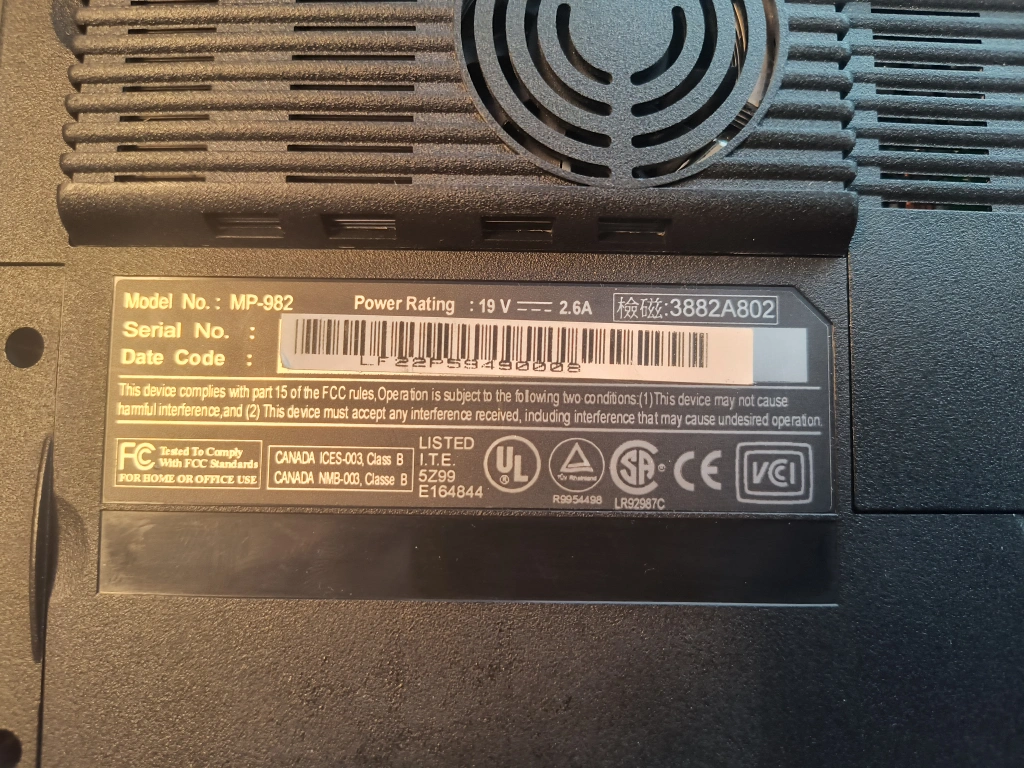 Model No. : MP-982 Power Rating : 19 V 2.6A 檢磁:3882A802
Serial No. :
Date Code :
LF22P59490008
This device complies with part 15 of the FCC rules,Operation is subject to the following two conditions:(1)This device may not cause
harmful interference,and (2) This device must accept any interference received, including interference that may cause undesired operation.
FC Tested To Comply
With FCC Standards
FOR HOME OR OFFICE USE
CANADA ICES-003, Class B
CANADA NMB-003, Classe B
LISTED
I.T.E.
5Z99
E164844
UL ®
R9954498
SA ®
LR92987C
CE
VCCI